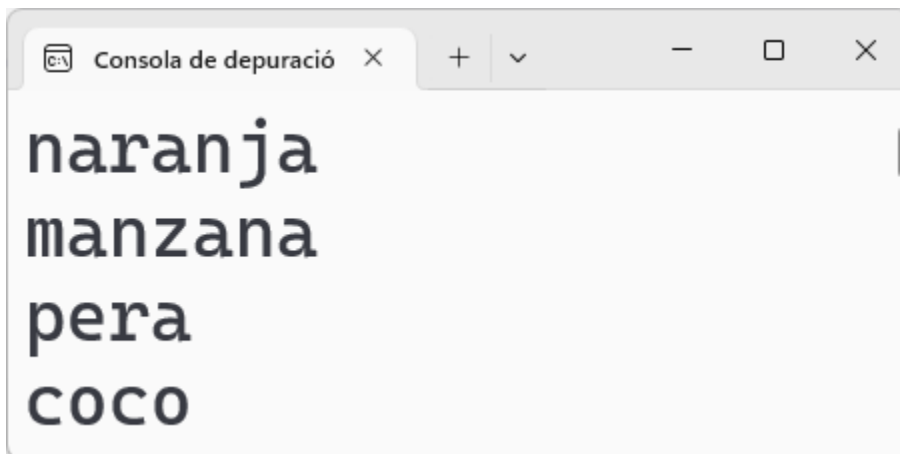 Consola de depuració
naranja
manzana
pera
coco